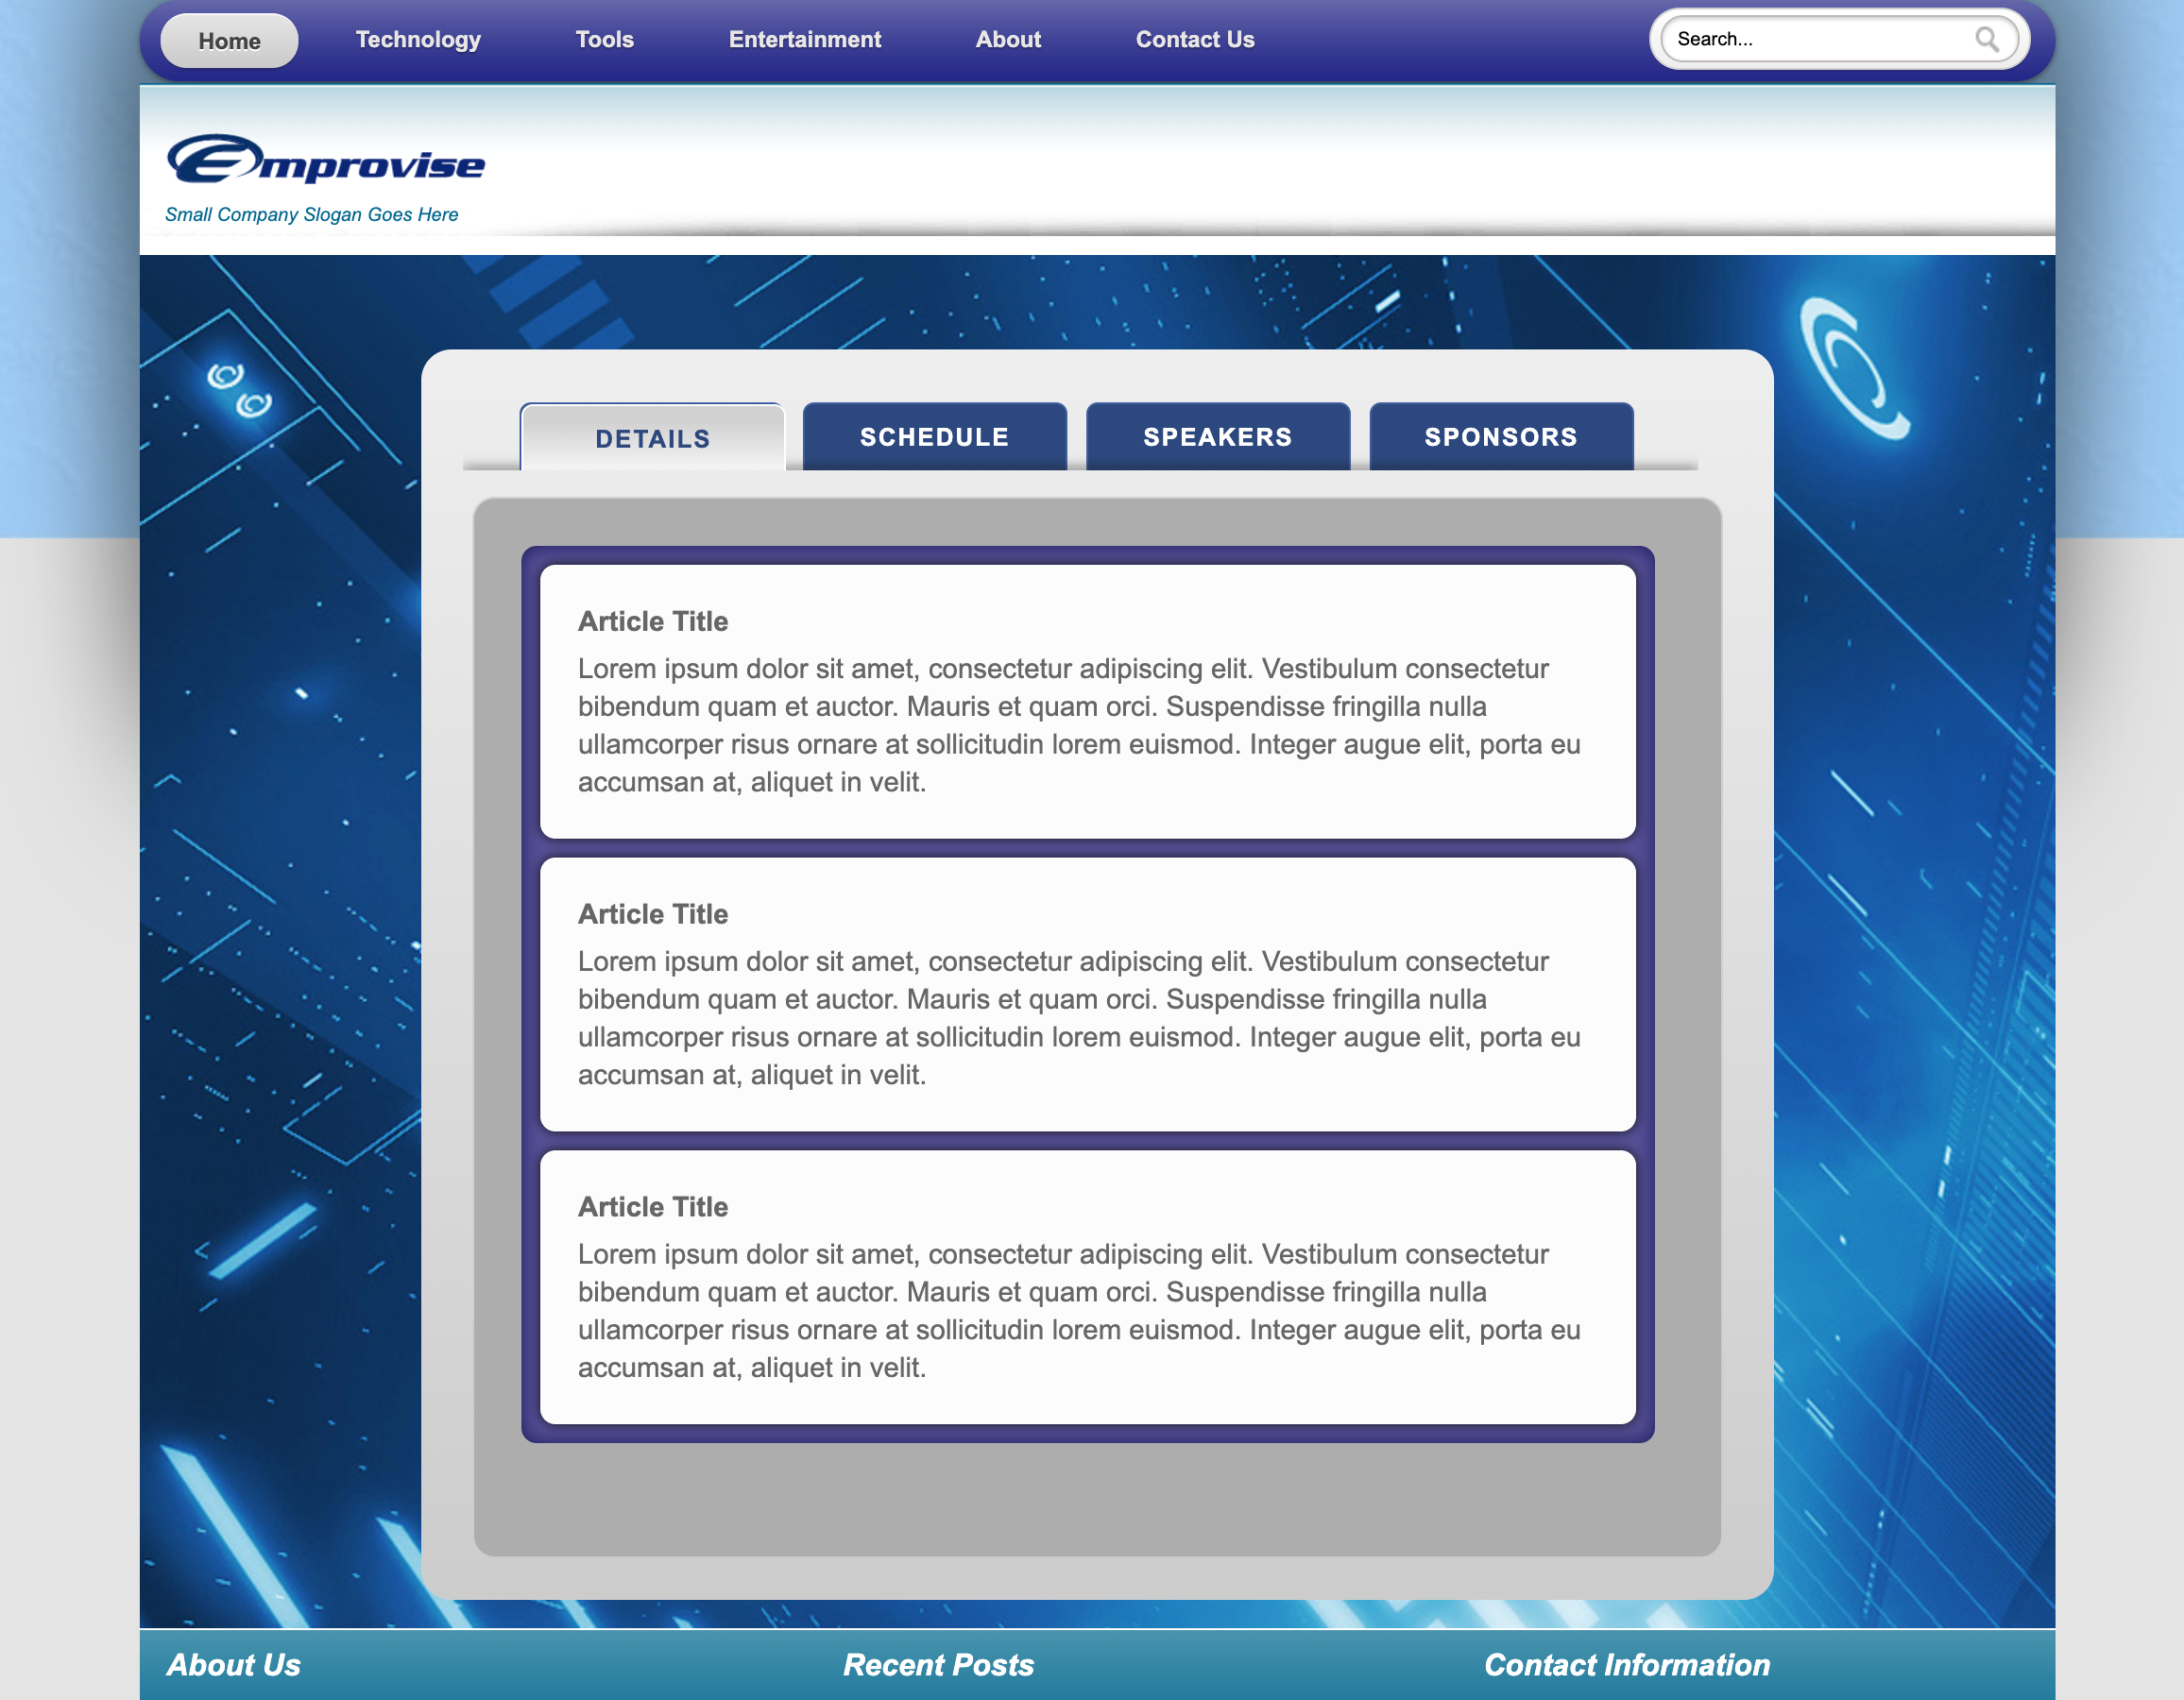 Home Technology Tools Entertainment About Contact Us Search...
Emprovise
Small Company Slogan Goes Here
DETAILS SCHEDULE SPEAKERS SPONSORS
Article Title
Lorem ipsum dolor sit amet, consectetur adipiscing elit. Vestibulum consectetur
bibendum quam et auctor. Mauris et quam orci. Suspendisse fringilla nulla
ullamcorper risus ornare at sollicitudin lorem euismod. Integer augue elit, porta eu
accumsan at, aliquet in velit.
Article Title
Lorem ipsum dolor sit amet, consectetur adipiscing elit. Vestibulum consectetur
bibendum quam et auctor. Mauris et quam orci. Suspendisse fringilla nulla
ullamcorper risus ornare at sollicitudin lorem euismod. Integer augue elit, porta eu
accumsan at, aliquet in velit.
Article Title
Lorem ipsum dolor sit amet, consectetur adipiscing elit. Vestibulum consectetur
bibendum quam et auctor. Mauris et quam orci. Suspendisse fringilla nulla
ullamcorper risus ornare at sollicitudin lorem euismod. Integer augue elit, porta eu
accumsan at, aliquet in velit.
About Us Recent Posts Contact Information